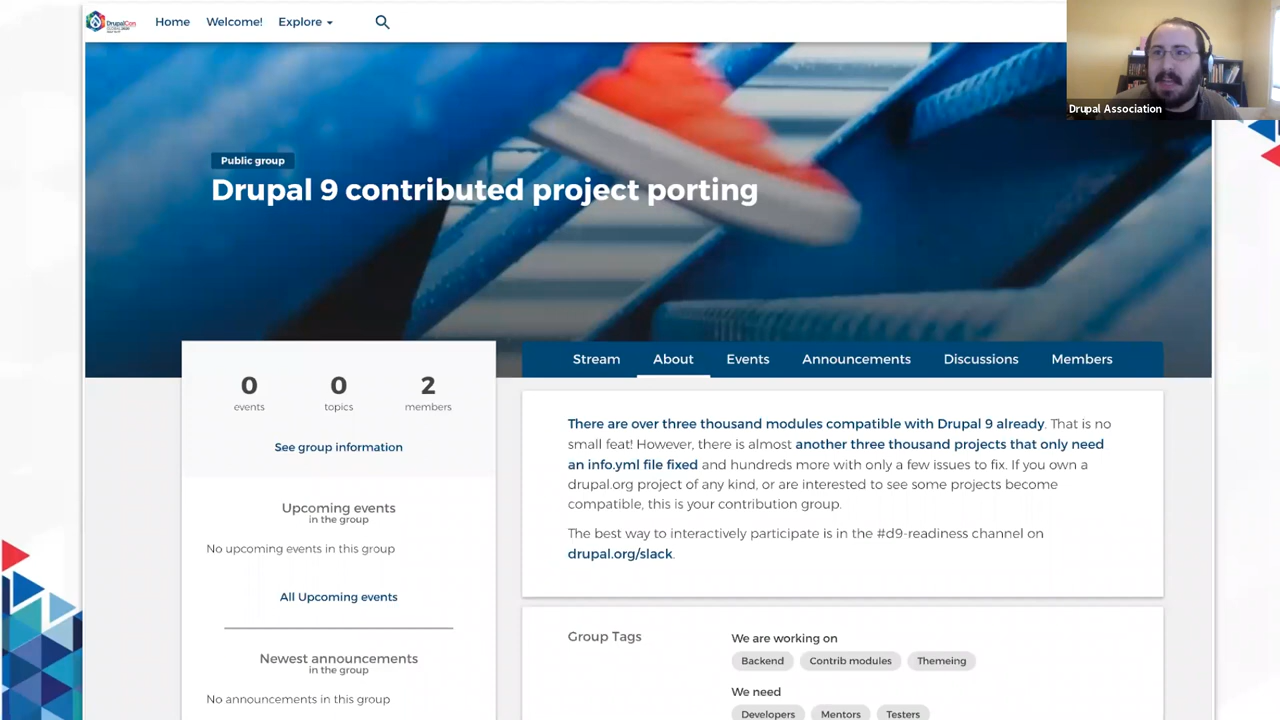 DrupalCon
Home
Welcome!
Explore
Drupal Association
Public group
Drupal 9 contributed project porting
Stream
About
Events
Announcements
Discussions
Members
0
events
0
topics
2
members
See group information
Upcoming events
in the group
No upcoming events in this group
All Upcoming events
Newest announcements
in the group
No announcements in this group
There are over three thousand modules compatible with Drupal 9 already. That is no
small feat! However, there is almost another three thousand projects that only need
an info.yml file fixed and hundreds more with only a few issues to fix. If you own a
drupal.org project of any kind, or are interested to see some projects become
compatible, this is your contribution group.
The best way to interactively participate is in the #d9-readiness channel on
drupal.org/slack.
Group Tags
We are working on
Backend
Contrib modules
Themeing
We need
Developers
Mentors
Testers